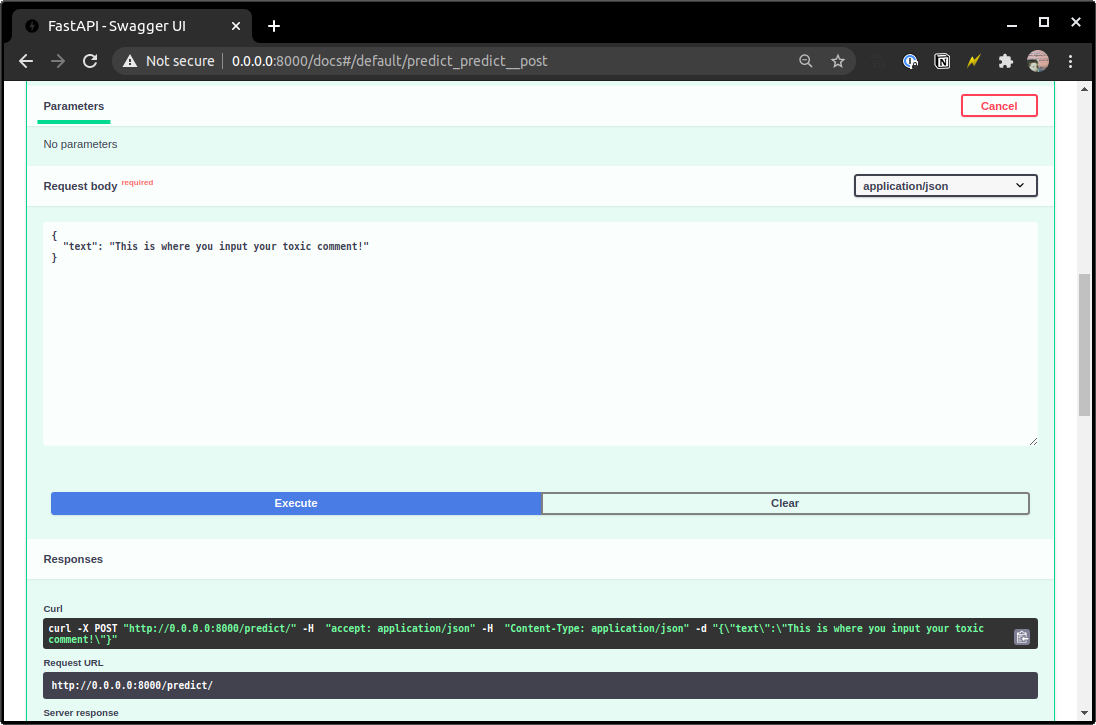 FastAPI - Swagger UI
Not secure 0.0.0.0:8000/docs#/default/predict_predict__post
Parameters
Cancel
No parameters
Request body required
application/json
{
"text": "This is where you input your toxic comment!"
}
Execute
Clear
Responses
Curl
curl -X POST "http://0.0.0.0:8000/predict/" -H  "accept: application/json" -H  "Content-Type: application/json" -d "{\"text\":\"This is where you input your toxic
comment!\"}"
Request URL
http://0.0.0.0:8000/predict/
Server response